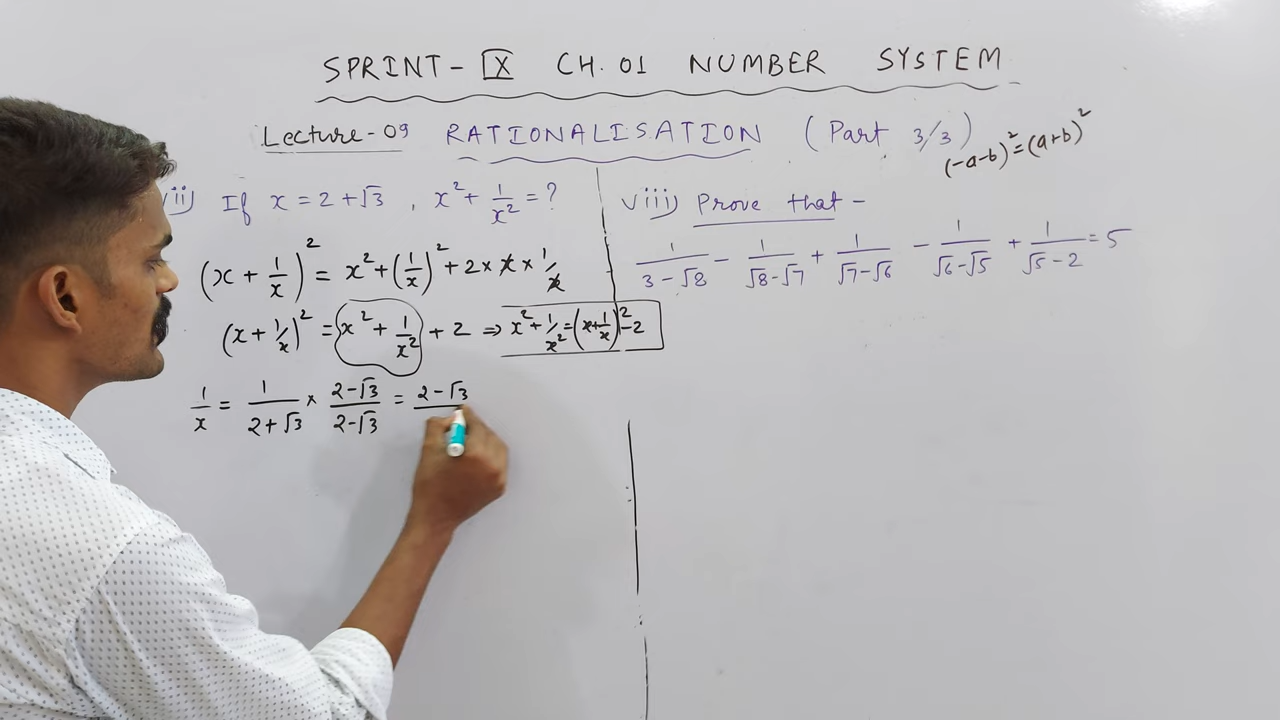 SPRINT - IX CH. 01 NUMBER SYSTEM
Lecture-09 RATIONALISATION (Part 3/3)
(-a-b)² = (a+b)²
vii) If x = 2 + √3 , x² + 1/x² = ?
(x + 1/x)² = x² + (1/x)² + 2 × x × 1/x
(x + 1/x)² = x² + 1/x² + 2 ⇒ x² + 1/x² = (x + 1/x)² - 2
1/x = 1/(2+√3) × (2-√3)/(2-√3) = 2-√3
viii) Prove that -
1/(3-√8) - 1/(√8-√7) + 1/(√7-√6) - 1/(√6-√5) + 1/(√5-2) = 5